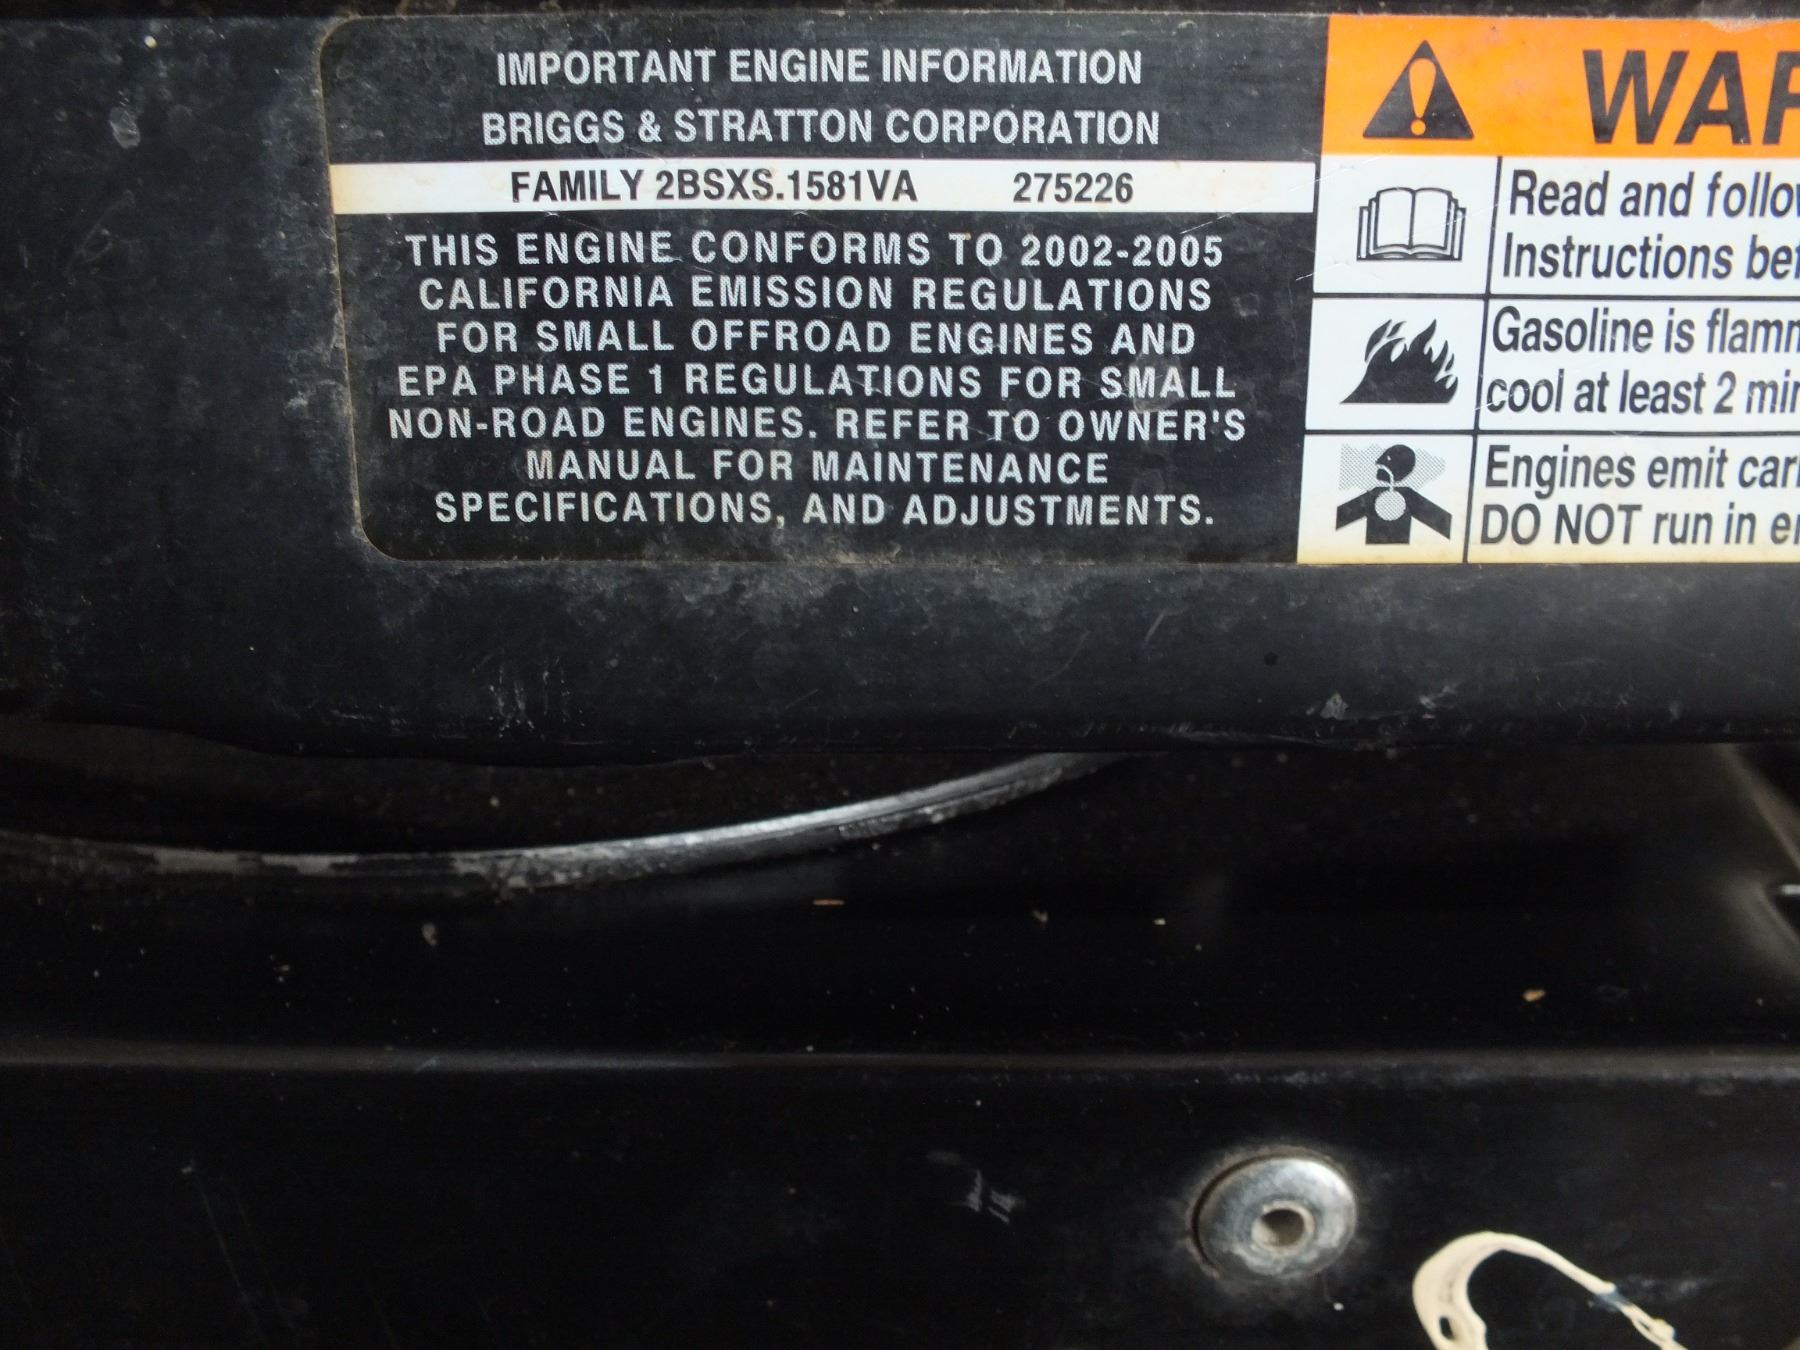 IMPORTANT ENGINE INFORMATION
BRIGGS & STRATTON CORPORATION
FAMILY 2BSXS.1581VA 275226
THIS ENGINE CONFORMS TO 2002-2005
CALIFORNIA EMISSION REGULATIONS
FOR SMALL OFFROAD ENGINES AND
EPA PHASE 1 REGULATIONS FOR SMALL
NON-ROAD ENGINES. REFER TO OWNER'S
MANUAL FOR MAINTENANCE
SPECIFICATIONS, AND ADJUSTMENTS.
Read and
Instructions
Gasoline is
cool at least 2
Engines emit
DO NOT run in